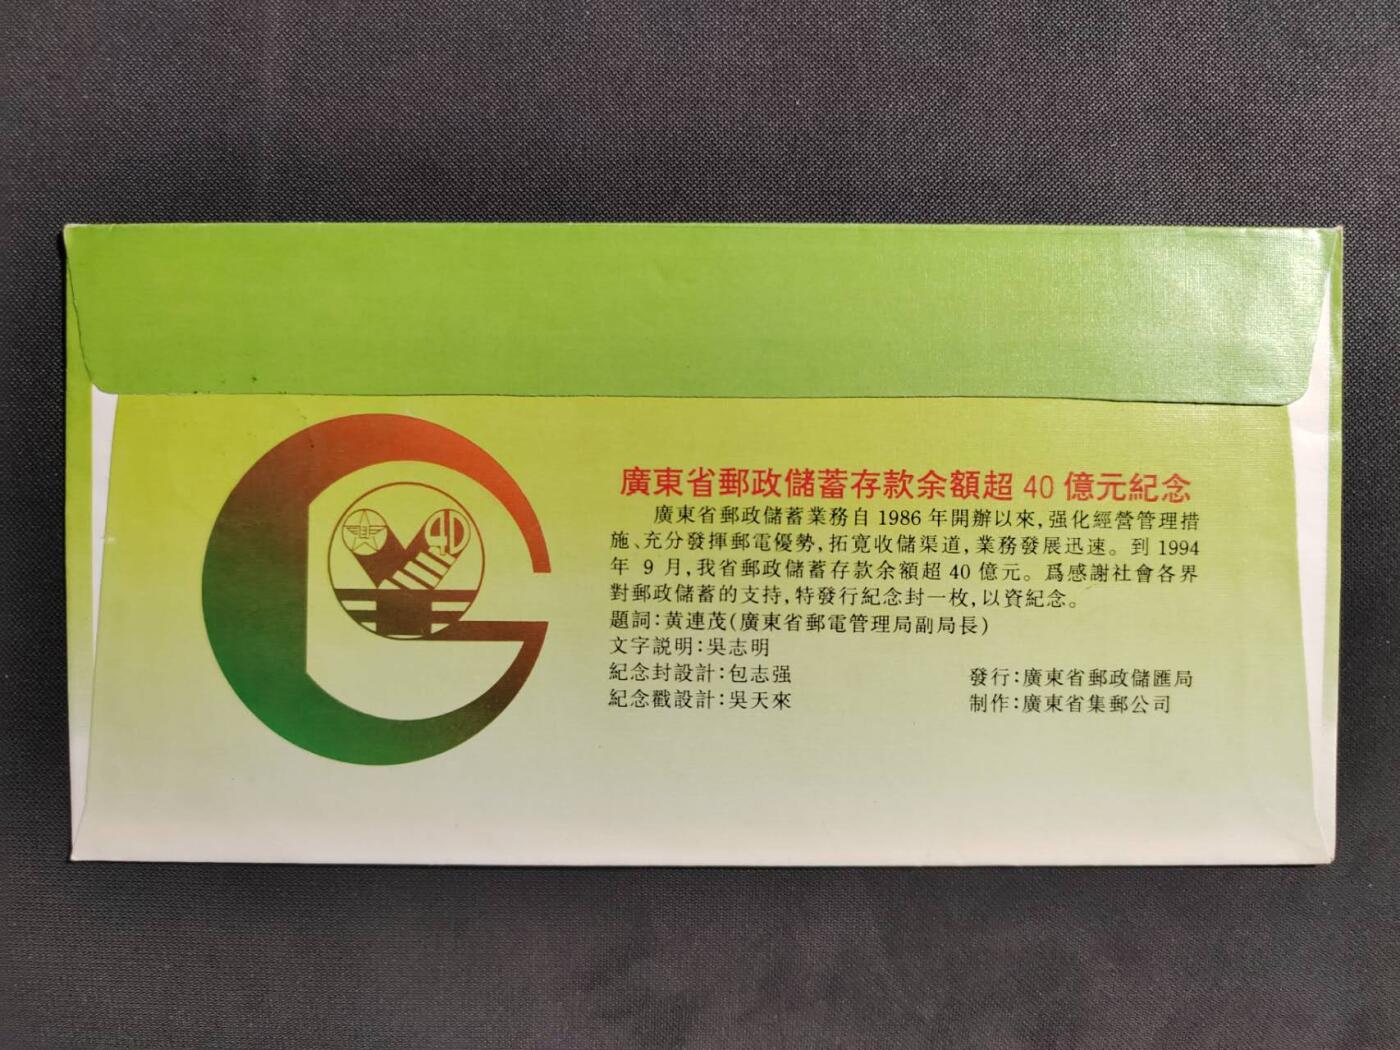 廣東省郵政儲蓄存款余額超 40 億元紀念
廣東省郵政儲蓄業務自 1986 年開辦以來,强化經營管理措
施、充分發揮郵電優勢,拓寬收儲渠道,業務發展迅速。到 1994
年 9 月,我省郵政儲蓄存款余額超 40 億元。爲感謝社會各界
對郵政儲蓄的支持,特發行紀念封一枚,以資紀念。
題詞:黄連茂(廣東省郵電管理局副局長)
文字説明:吳志明
紀念封設計:包志强
紀念戳設計:吳天來
發行:廣東省郵政儲匯局
制作:廣東省集郵公司
40